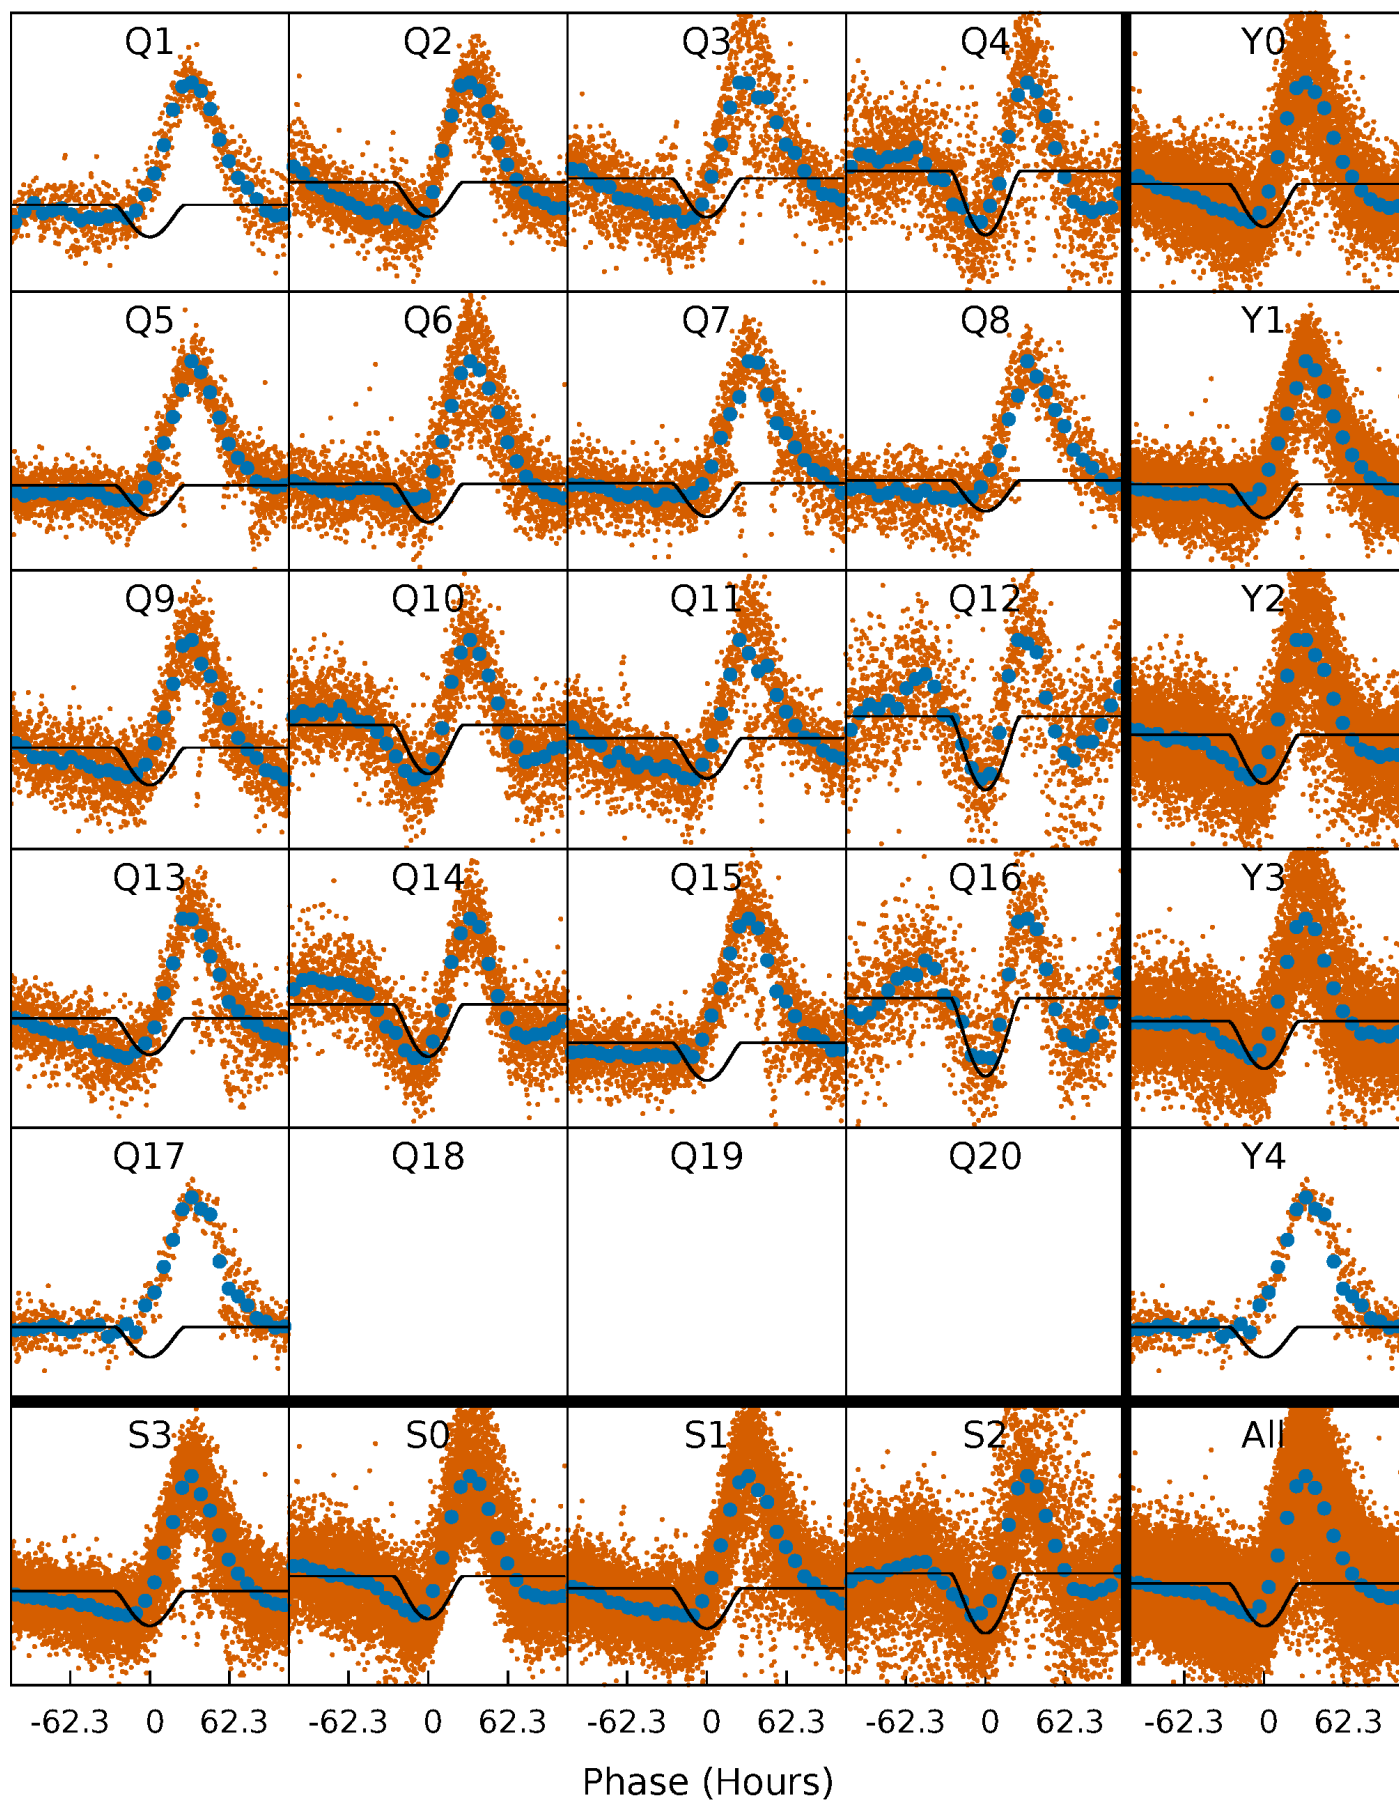 Q1 Q2 Q3 Q4 Y0
Q5 Q6 Q7 Q8 Y1
Q9 Q10 Q11 Q12 Y2
Q13 Q14 Q15 Q16 Y3
Q17 Q18 Q19 Q20 Y4
S3 S0 S1 S2 All
-62.3 0 62.3 -62.3 0 62.3 -62.3 0 62.3 -62.3 0 62.3 -62.3 0 62.3
Phase (Hours)